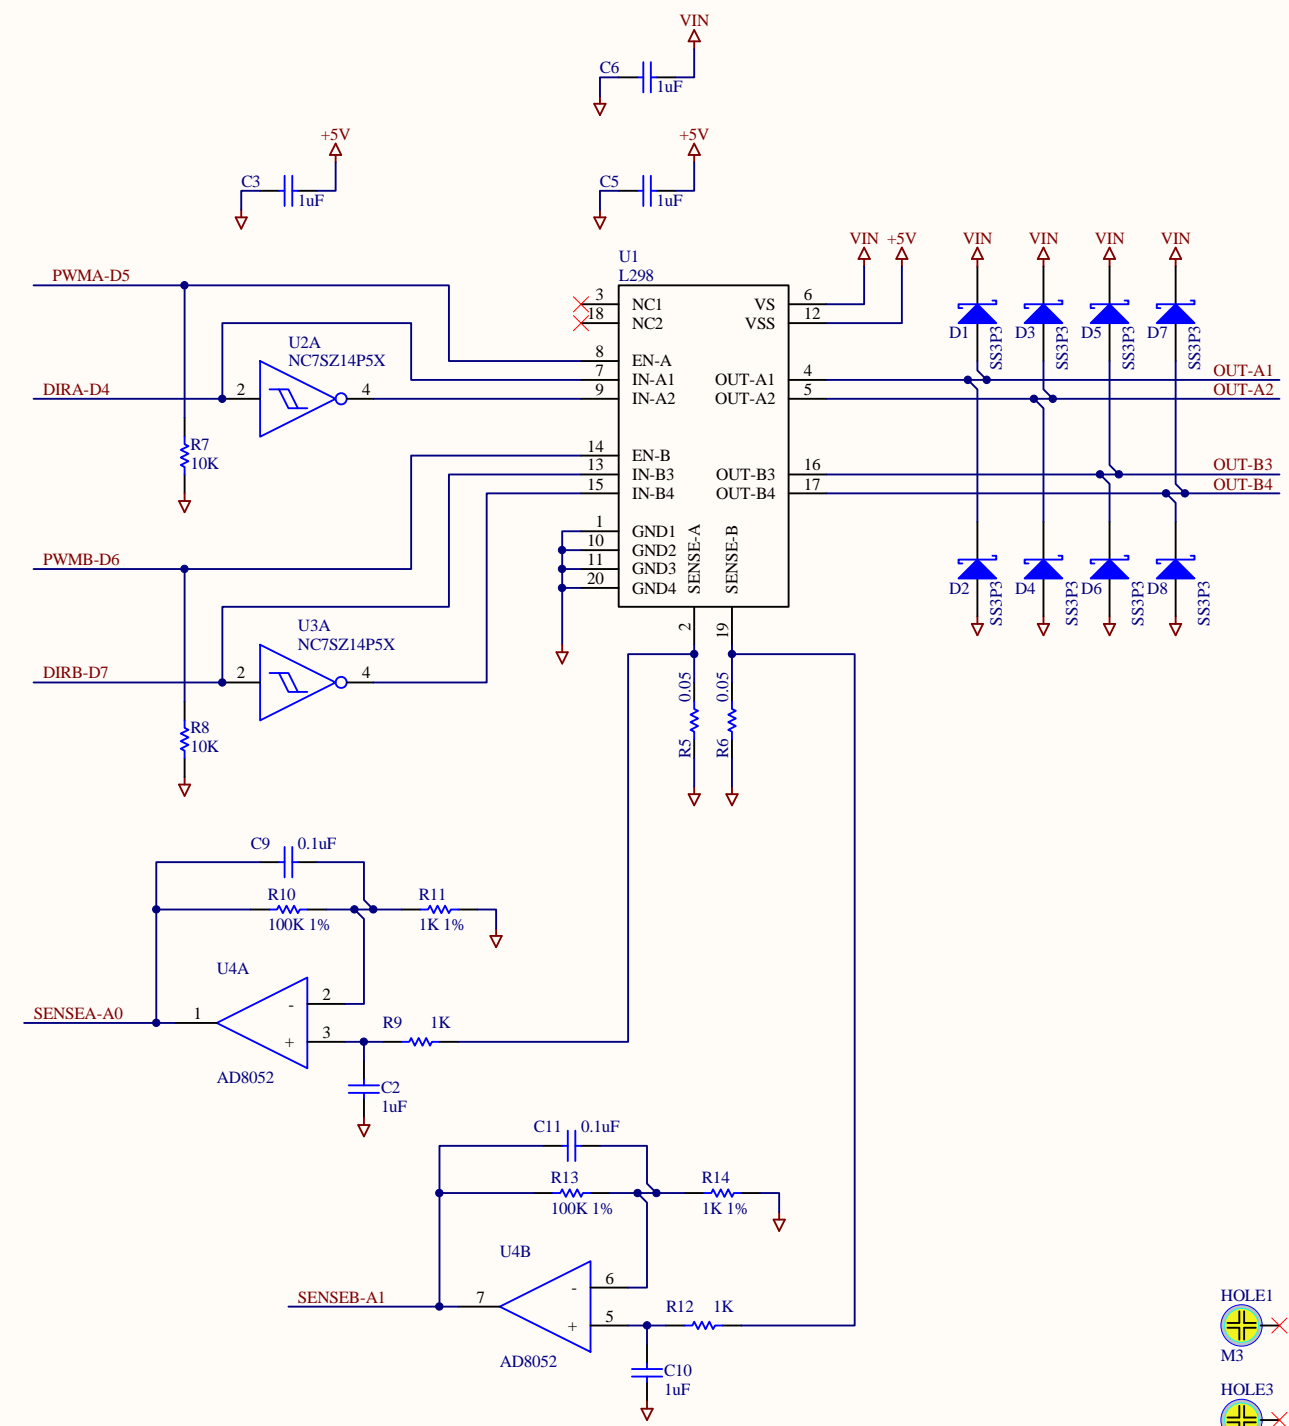 VIN
C6
1uF
+5V
+5V
C3
1uF
C5
1uF
VIN +5V
VIN
VIN
VIN
VIN
U1
L298
PWMA-D5
3 NC1
18 NC2
VS 6
VSS 12
D1
SS3P3
D3
SS3P3
D5
SS3P3
D7
SS3P3
U2A
NC7SZ14P5X
8 EN-A
7 IN-A1
9 IN-A2
OUT-A1 4
OUT-A2 5
OUT-A1
OUT-A2
DIRA-D4
2
4
R7
10K
14 EN-B
13 IN-B3
15 IN-B4
OUT-B3 16
OUT-B4 17
OUT-B3
OUT-B4
1 GND1
10 GND2
11 GND3
20 GND4
SENSE-A
SENSE-B
2
19
PWMB-D6
D2
SS3P3
D4
SS3P3
D6
SS3P3
D8
SS3P3
U3A
NC7SZ14P5X
DIRB-D7
2
4
R8
10K
0.05
R5
0.05
R6
C9
0.1uF
R10
100K 1%
R11
1K 1%
U4A
2
-
SENSEA-A0
1
3
+
R9
1K
AD8052
C2
1uF
C11
0.1uF
R13
100K 1%
R14
1K 1%
U4B
6
-
SENSEB-A1
7
5
+
R12
1K
AD8052
C10
1uF
HOLE1
M3
HOLE3